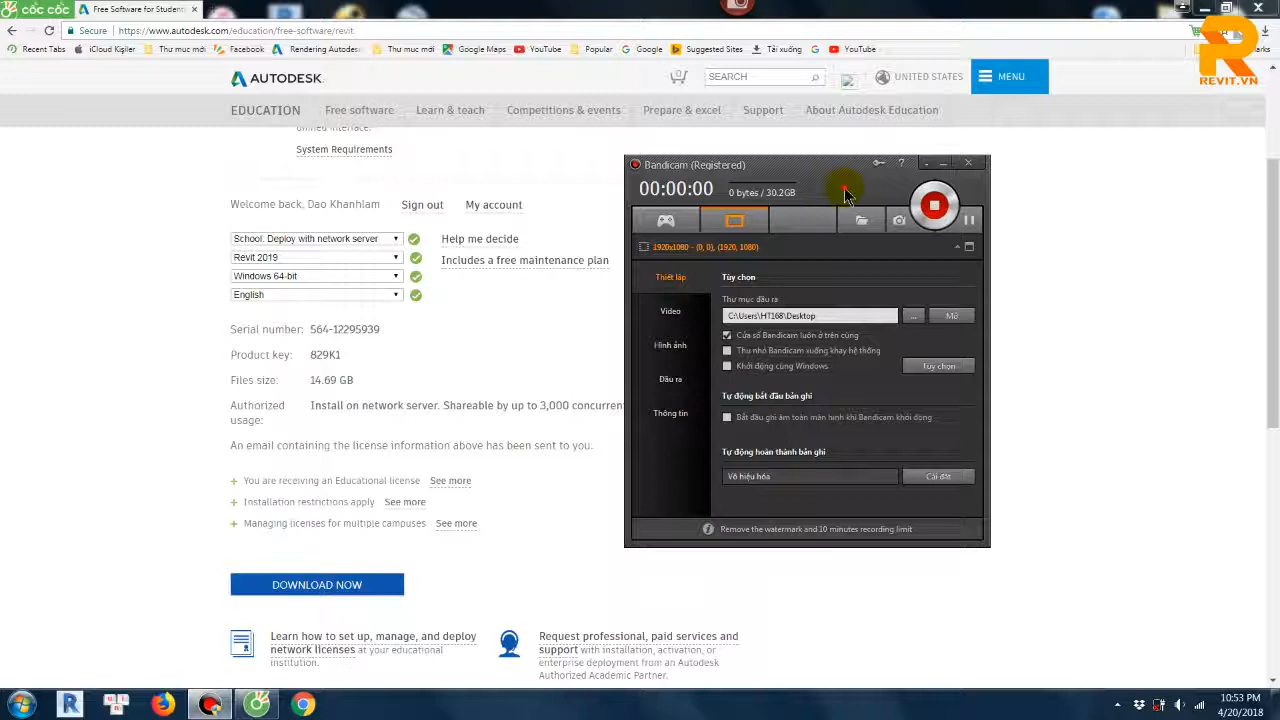 CỐC CỐC
Free Software for Student
Secure
https://www.autodesk.com/education/free-software/revit
Recent Tabs
iCloud Kipler
Thu muc mới
Facebook
Rendering Autodesk
Thư mục mới
Google Maps
YouTube
Popular
Google
Suggested Sites
Tải xuống
YouTube
REVIT.VN
AUTODESK.
SEARCH
UNITED STATES
MENU
EDUCATION
Free software
Learn & teach
Competitions & events
Prepare & excel
Support
About Autodesk Education
unified interface.
System Requirements
Welcome back, Dao Khanhlam
Sign out
My account
School: Deploy with network server
Help me decide
Revit 2019
Includes a free maintenance plan
Windows 64-bit
English
Serial number: 564-12295939
Product key: 829K1
Files size: 14.69 GB
Authorized usage: Install on network server. Shareable by up to 3,000 concurrent
An email containing the license information above has been sent to you.
+ You are receiving an Educational license See more
+ Installation restrictions apply See more
+ Managing licenses for multiple campuses See more
DOWNLOAD NOW
Learn how to set up, manage, and deploy
network licenses at your educational
institution.
Request professional, paid services and
support with installation, activation, or
enterprise deployment from an Autodesk
Authorized Academic Partner.
Bandicam (Registered)
00:00:00
0 bytes / 30.2GB
1920x1080 - (0, 0), (1920, 1080)
Thiết lập
Video
Hình ảnh
Đầu ra
Thông tin
Tùy chọn
Thư mục đầu ra
C:\Users\HT168\Desktop
...
Mở
Cửa sổ Bandicam luôn ở trên cùng
Thu nhỏ Bandicam xuống khay hệ thống
Khởi động cùng Windows
Tùy chọn
Tự động bắt đầu bản ghi
Bắt đầu ghi âm toàn màn hình khi Bandicam khởi động
Tự động hoàn thành bản ghi
Vô hiệu hóa
Cài đặt
Remove the watermark and 10 minutes recording limit
10:53 PM
4/20/2018